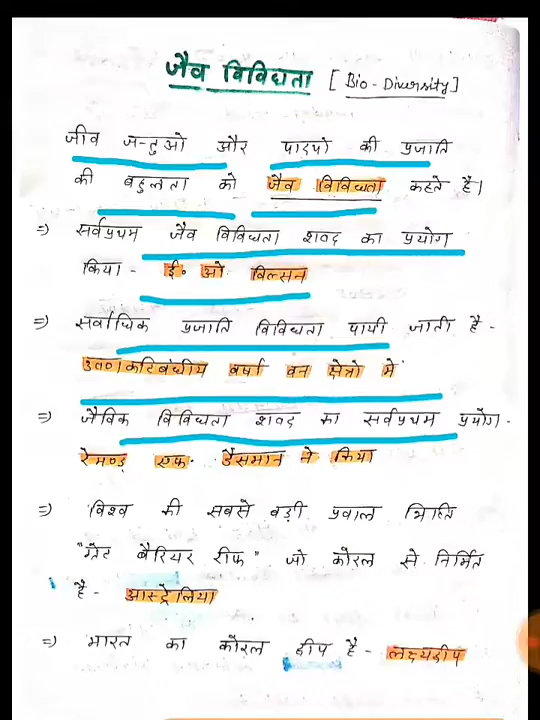 जैव विविधता [ Bio-Diversity ]
जीव जन्तुओ और पादपो की प्रजाति
की बहुलता को जैव विविधता कहते है।
⇒ सर्वप्रथम जैव विविधता शब्द का प्रयोग
किया - ई॰ ओ विल्सन
⇒ सर्वाधिक प्रजाति विविधता पायी जाती है -
उष्णकटिबंधीय वर्षा वन क्षेत्रो में
⇒ जैविक विविधता शब्द का सर्वप्रथम प्रयोग -
रेमण्ड एफ. डैसमान ने किया
⇒ विश्व की सबसे बड़ी प्रवाल भित्ति
"ग्रेट बैरियर रीफ" जो कोरल से निर्मित
है - आस्ट्रेलिया
⇒ भारत का कोरल द्वीप है - लक्ष्यद्वीप